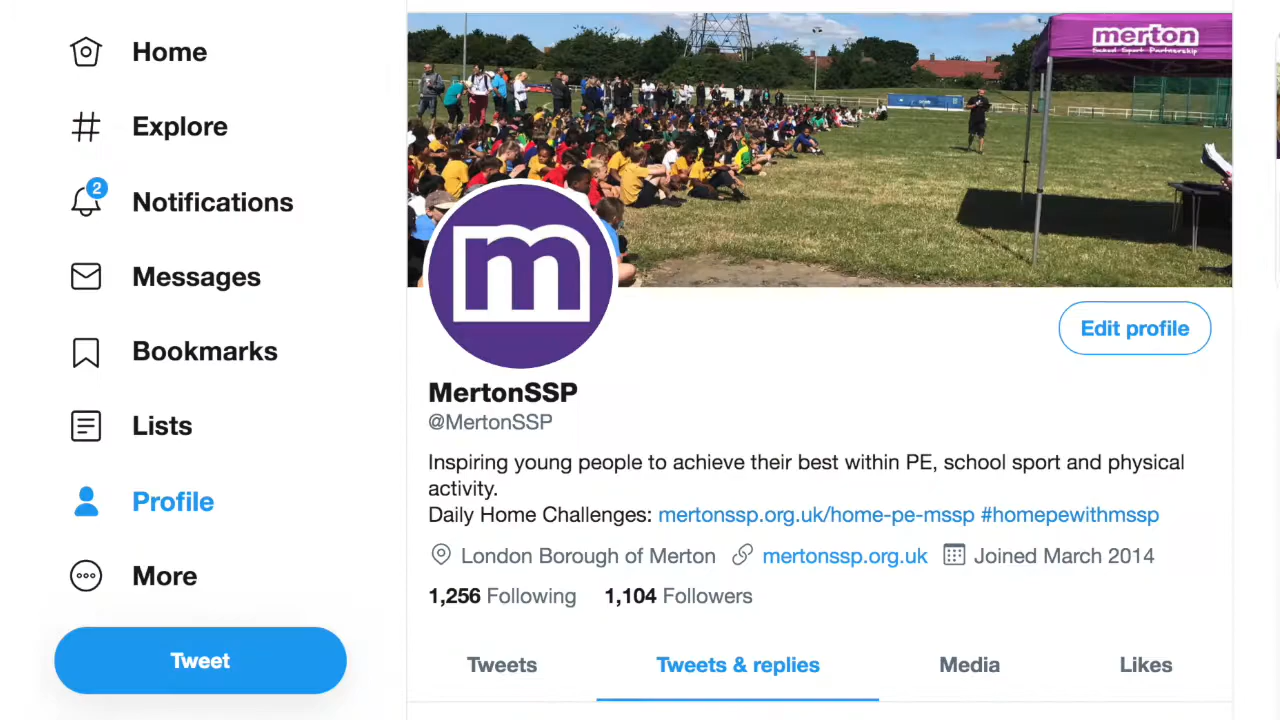 Home
Explore
2
Notifications
Messages
Bookmarks
Lists
Profile
More
Tweet
merton
School Sport Partnership
m
Edit profile
MertonSSP
@MertonSSP
Inspiring young people to achieve their best within PE, school sport and physical
activity.
Daily Home Challenges: mertonssp.org.uk/home-pe-mssp #homepewithmssp
London Borough of Merton mertonssp.org.uk Joined March 2014
1,256 Following 1,104 Followers
Tweets Tweets & replies Media Likes